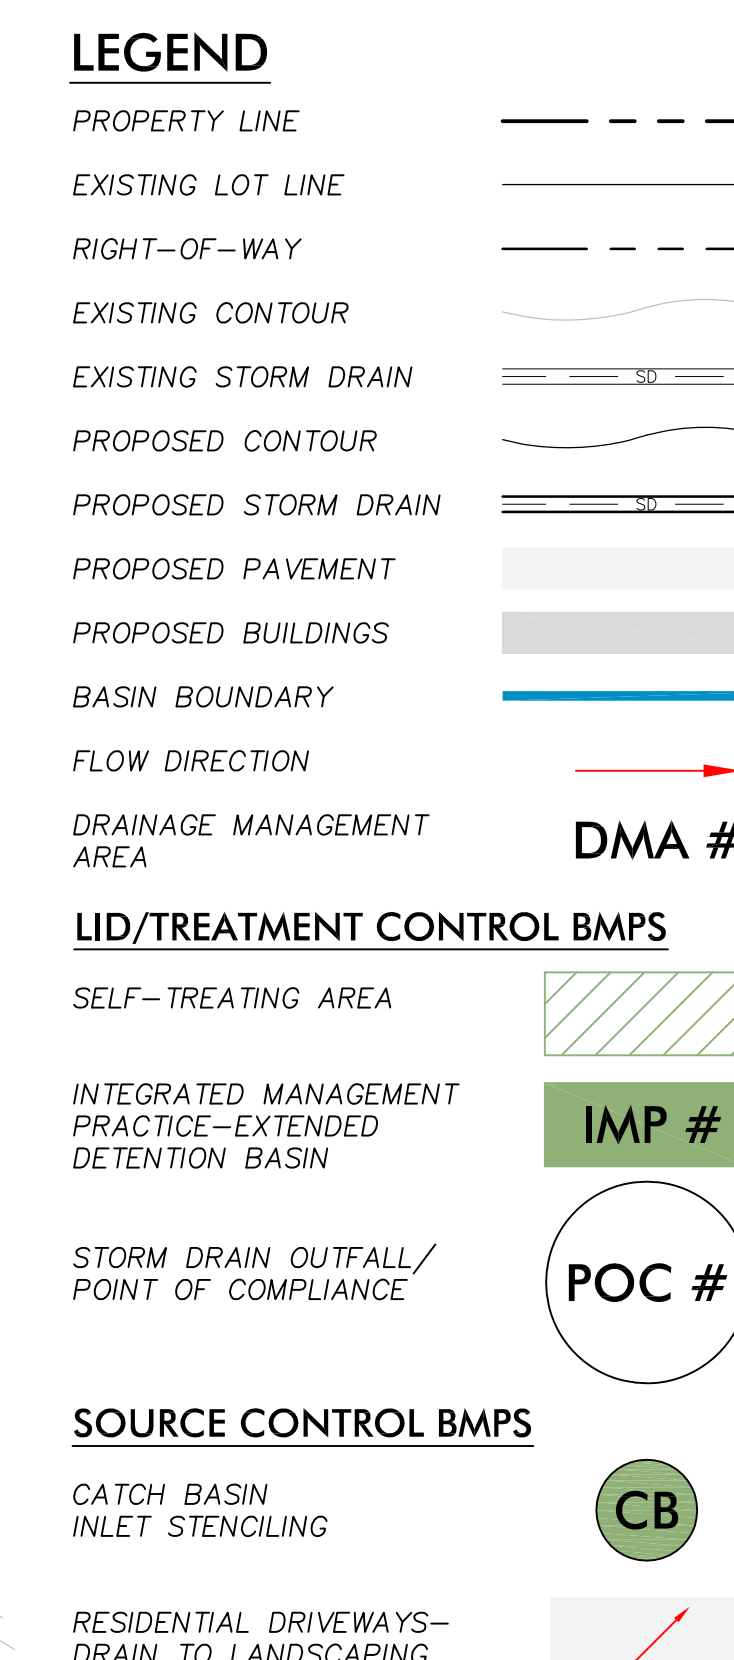 LEGEND
PROPERTY LINE
EXISTING LOT LINE
RIGHT-OF-WAY
EXISTING CONTOUR
EXISTING STORM DRAIN SD
PROPOSED CONTOUR
PROPOSED STORM DRAIN SD
PROPOSED PAVEMENT
PROPOSED BUILDINGS
BASIN BOUNDARY
FLOW DIRECTION
DRAINAGE MANAGEMENT
AREA
DMA #
LID/TREATMENT CONTROL BMPS
SELF-TREATING AREA
INTEGRATED MANAGEMENT
PRACTICE-EXTENDED
DETENTION BASIN
IMP #
STORM DRAIN OUTFALL/
POINT OF COMPLIANCE
POC #
SOURCE CONTROL BMPS
CATCH BASIN
INLET STENCILING
CB
RESIDENTIAL DRIVEWAYS-
DRAIN TO LANDSCAPING